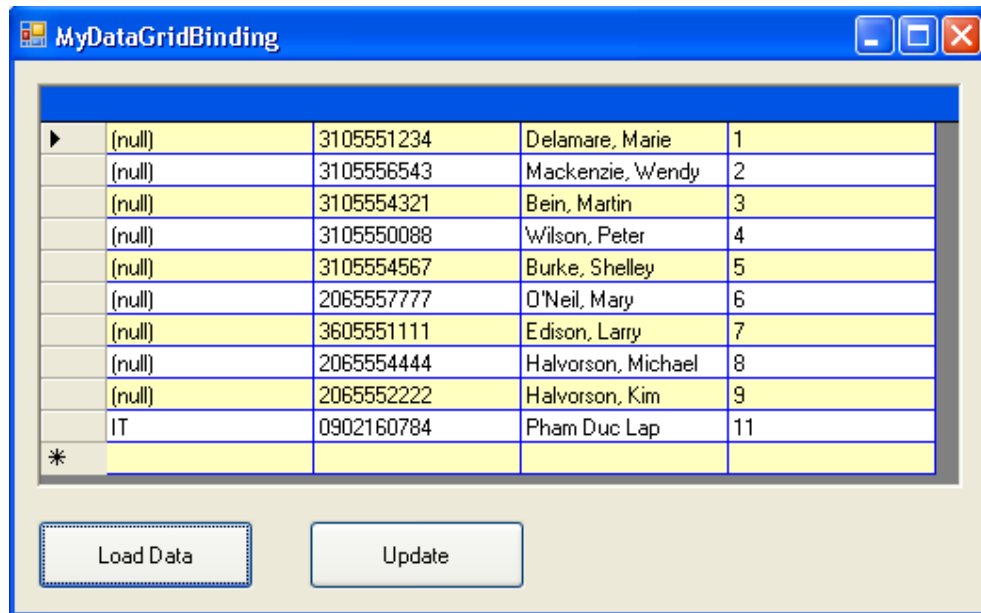 MyDataGridBinding
(null) 3105551234 Delamare, Marie 1
(null) 3105556543 Mackenzie, Wendy 2
(null) 3105554321 Bein, Martin 3
(null) 3105550088 Wilson, Peter 4
(null) 3105554567 Burke, Shelley 5
(null) 2065557777 O'Neil, Mary 6
(null) 3605551111 Edison, Larry 7
(null) 2065554444 Halvorson, Michael 8
(null) 2065552222 Halvorson, Kim 9
IT 0902160784 Pham Duc Lap 11
Load Data Update